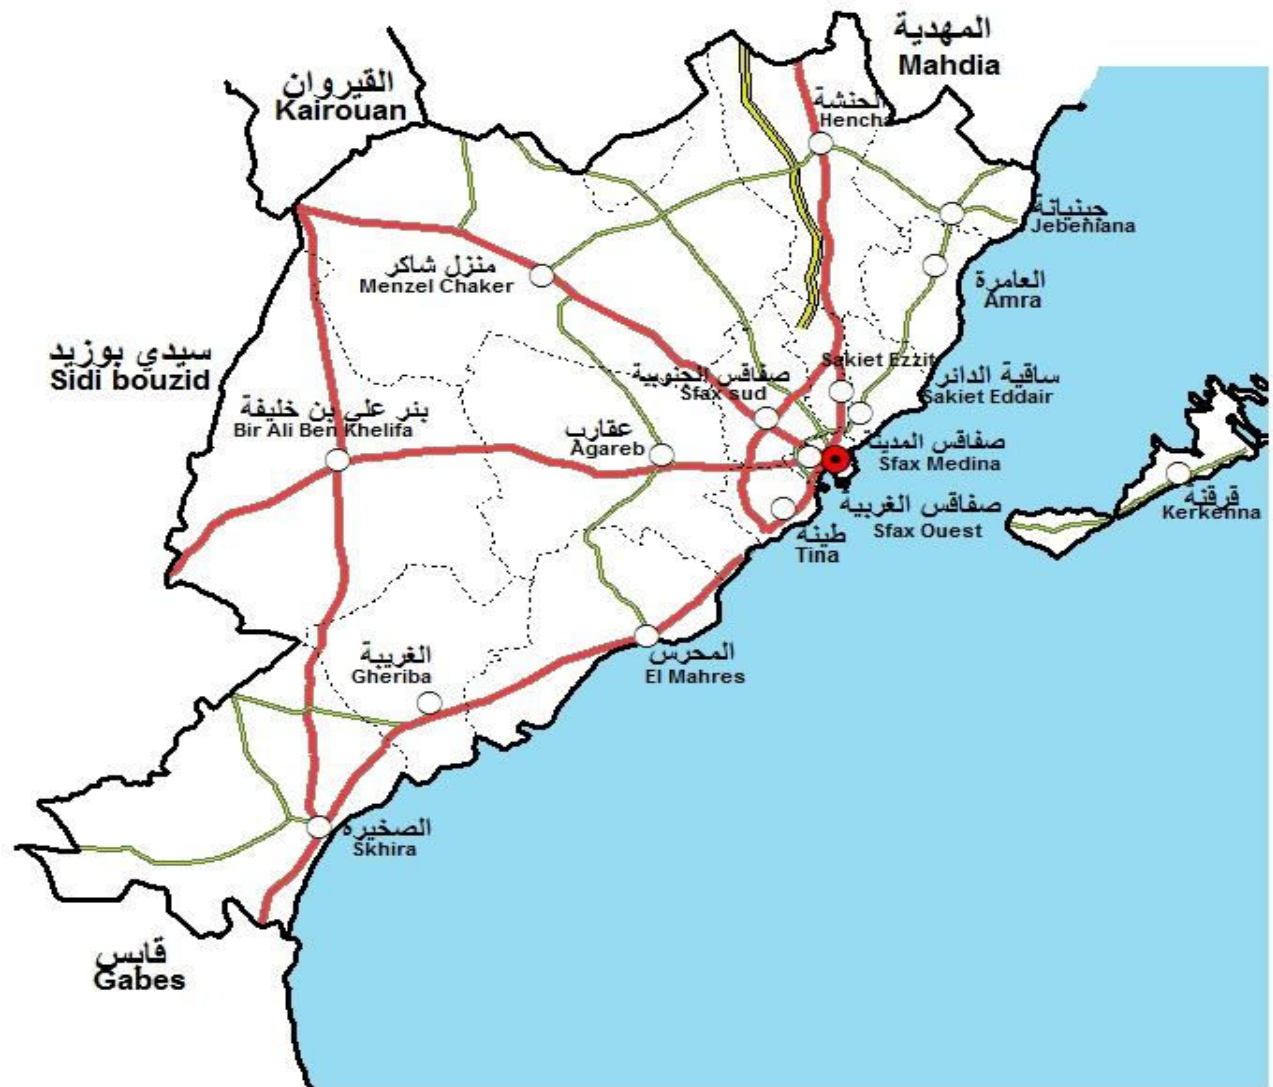 المهدية
Mahdia
القيروان
Kairouan
الحنشة
Hencha
جبنيانة
Jebeniana
منزل شاكر
Menzel Chaker
العامرة
Amra
سيدي بوزيد
Sidi bouzid
Sakiet Ezzit
صفاقس الجنوبية
Sfax sud
ساقية الدائر
Sakiet Eddair
بئر علي بن خليفة
Bir Ali Ben Khelifa
عقارب
Agareb
صفاقس المدينة
Sfax Medina
قرقنة
Kerkenna
صفاقس الغربية
Sfax Ouest
طينة
Tina
الغريبة
Gheriba
المحرس
El Mahres
الصخيرة
Skhira
قابس
Gabes